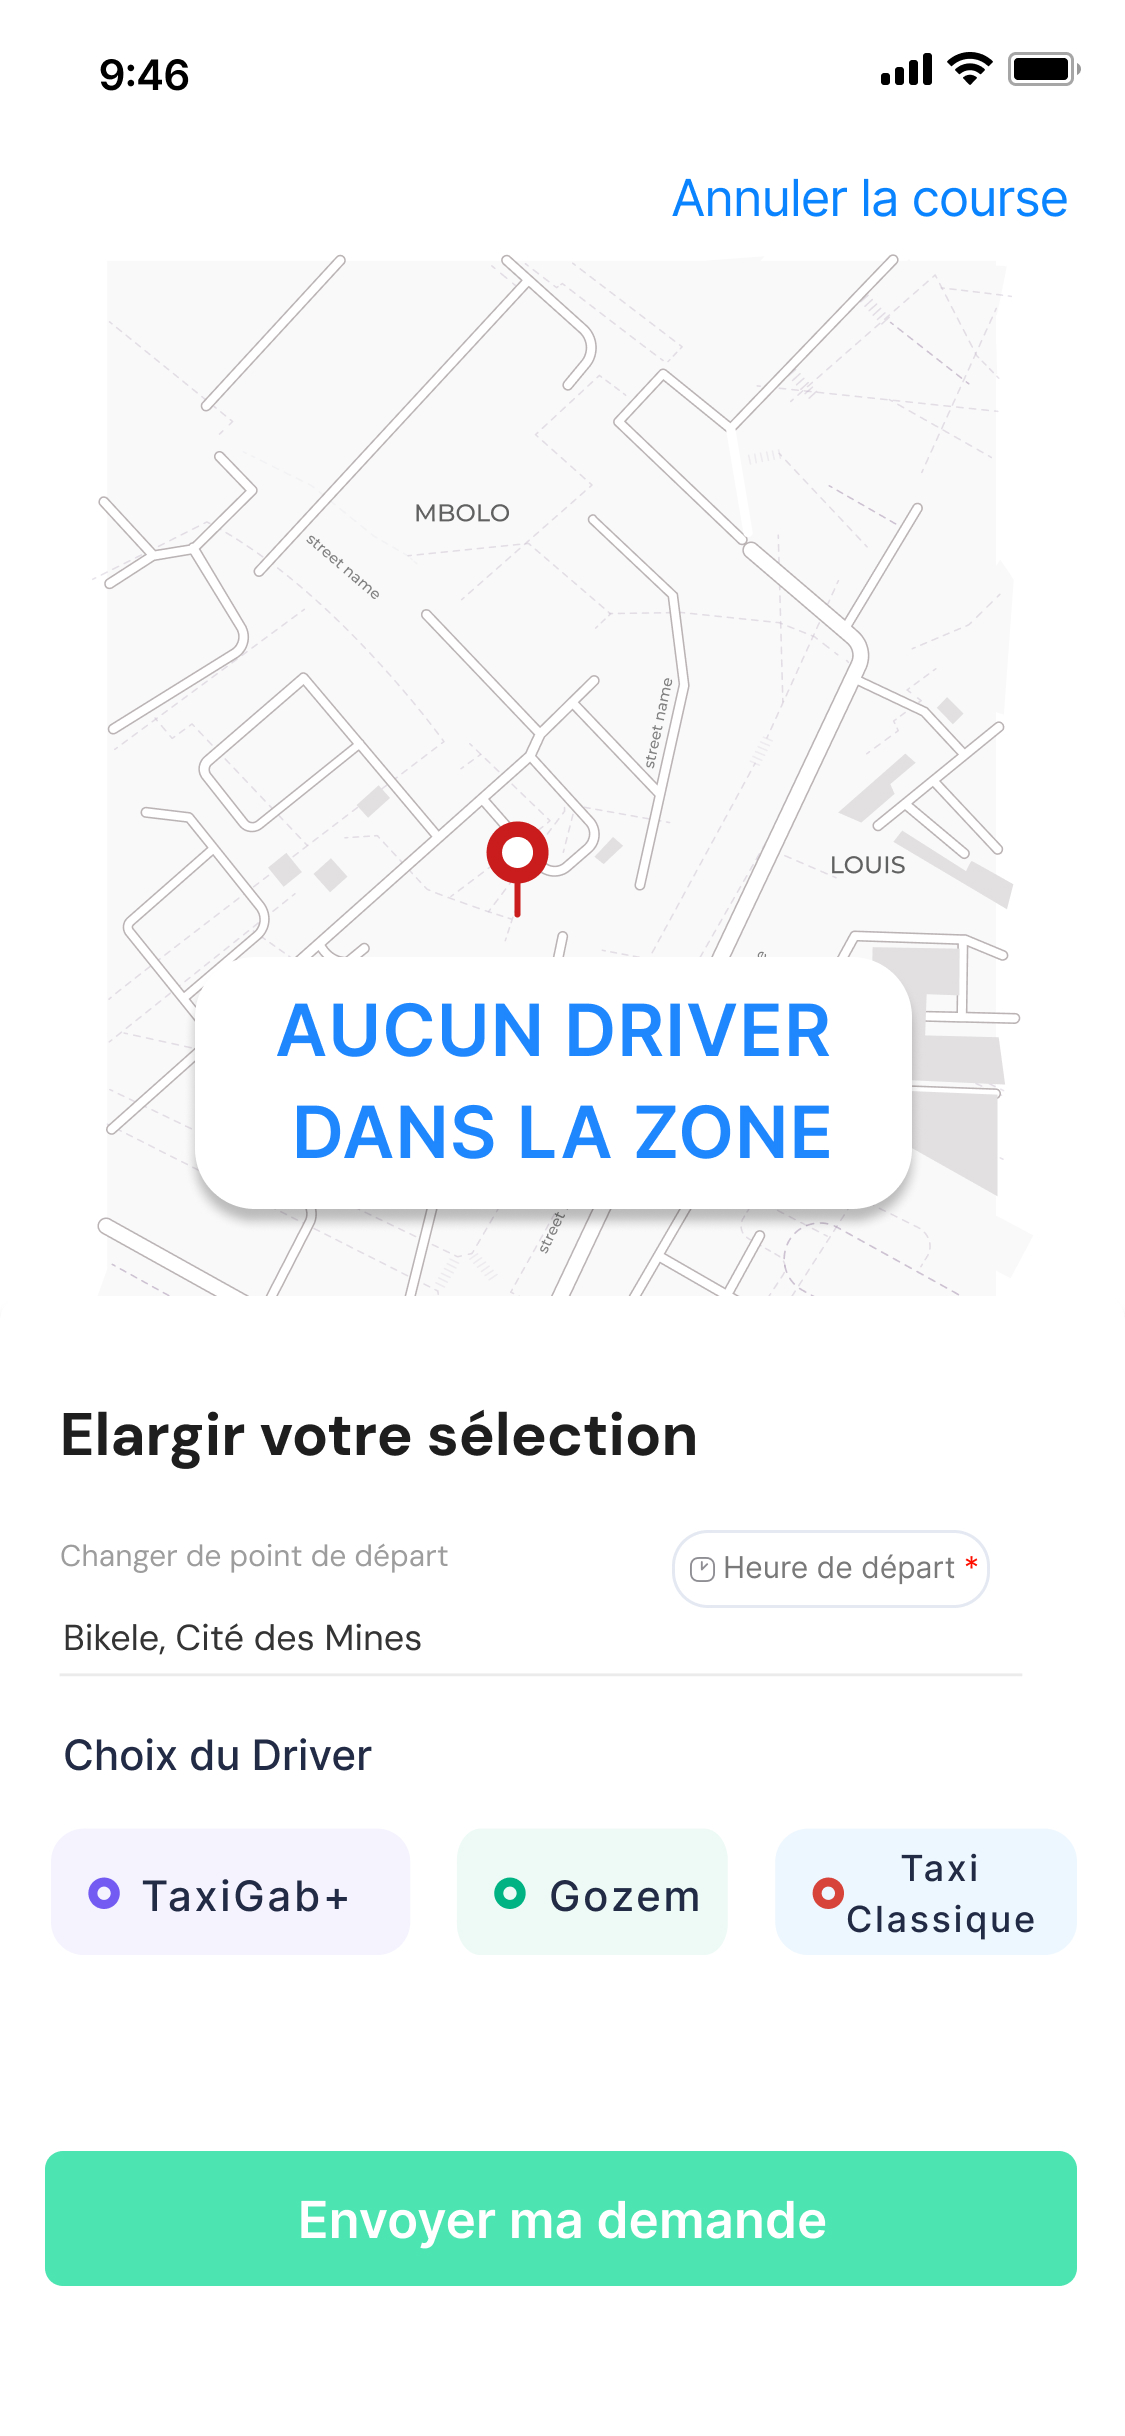 9:46
Annuler la course
MBOLO
street name
street name
LOUIS
e
AUCUN DRIVER
DANS LA ZONE
street
Elargir votre sélection
Changer de point de départ
Heure de départ *
Bikele, Cité des Mines
Choix du Driver
TaxiGab+
Gozem
Taxi
Classique
Envoyer ma demande